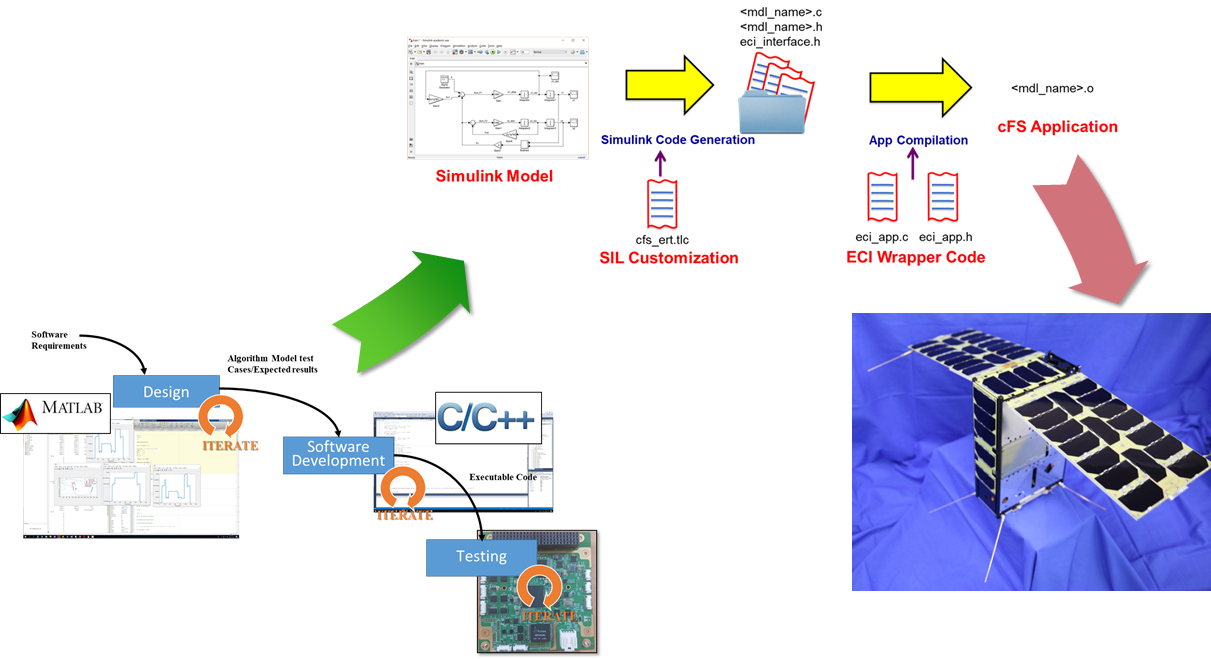 <mdl_name>.c
<mdl_name>.h
eci_interface.h
<mdl_name>.o
cFS Application
Simulink Code Generation
App Compilation
Simulink Model
cfs_ert.tlc
SIL Customization
eci_app.c
eci_app.h
ECI Wrapper Code
Software
Requirements
Algorithm Model test
Cases/Expected results
Design
MATLAB
ITERATE
C/C++
Software
Development
Executable Code
ITERATE
Testing
ITERATE